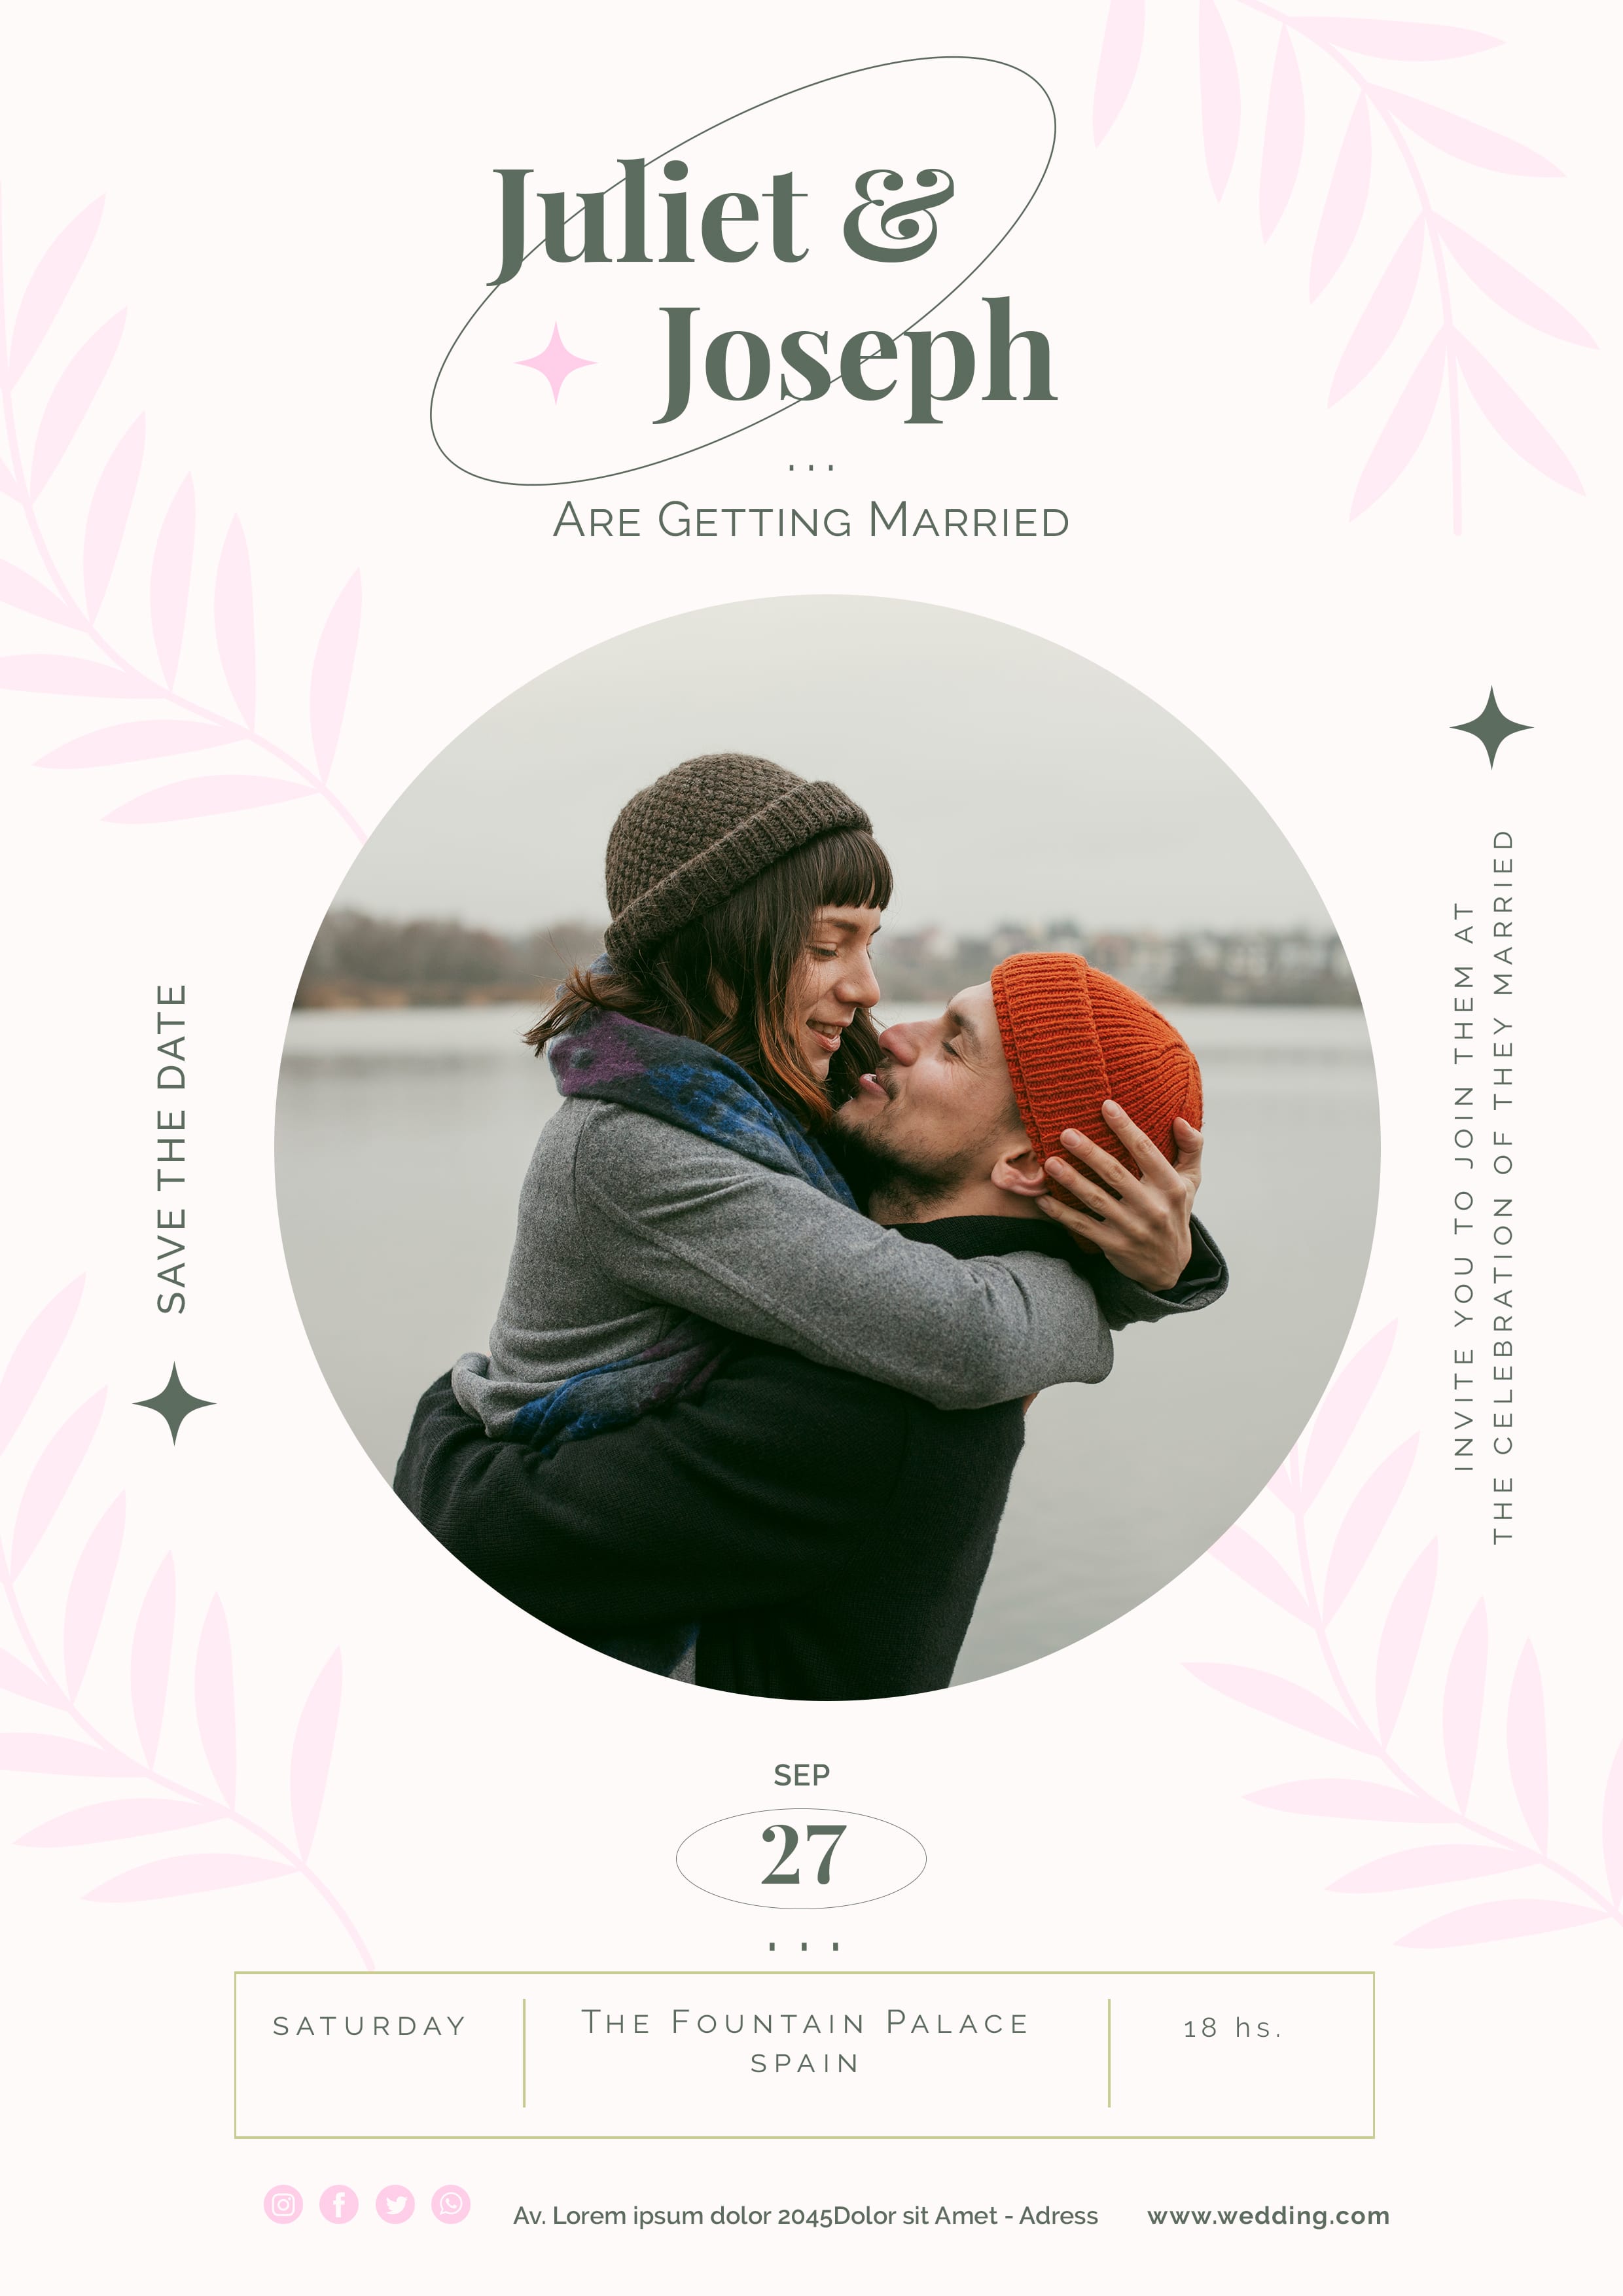 Juliet &
Joseph
...
Are Getting Married
SAVE THE DATE
INVITE YOU TO JOIN THEM AT
THE CELEBRATION OF THEY MARRIED
SEP
27
...
SATURDAY
The Fountain Palace
SPAIN
18 hs.
Av. Lorem ipsum dolor 2045Dolor sit Amet - Adress
www.wedding.com